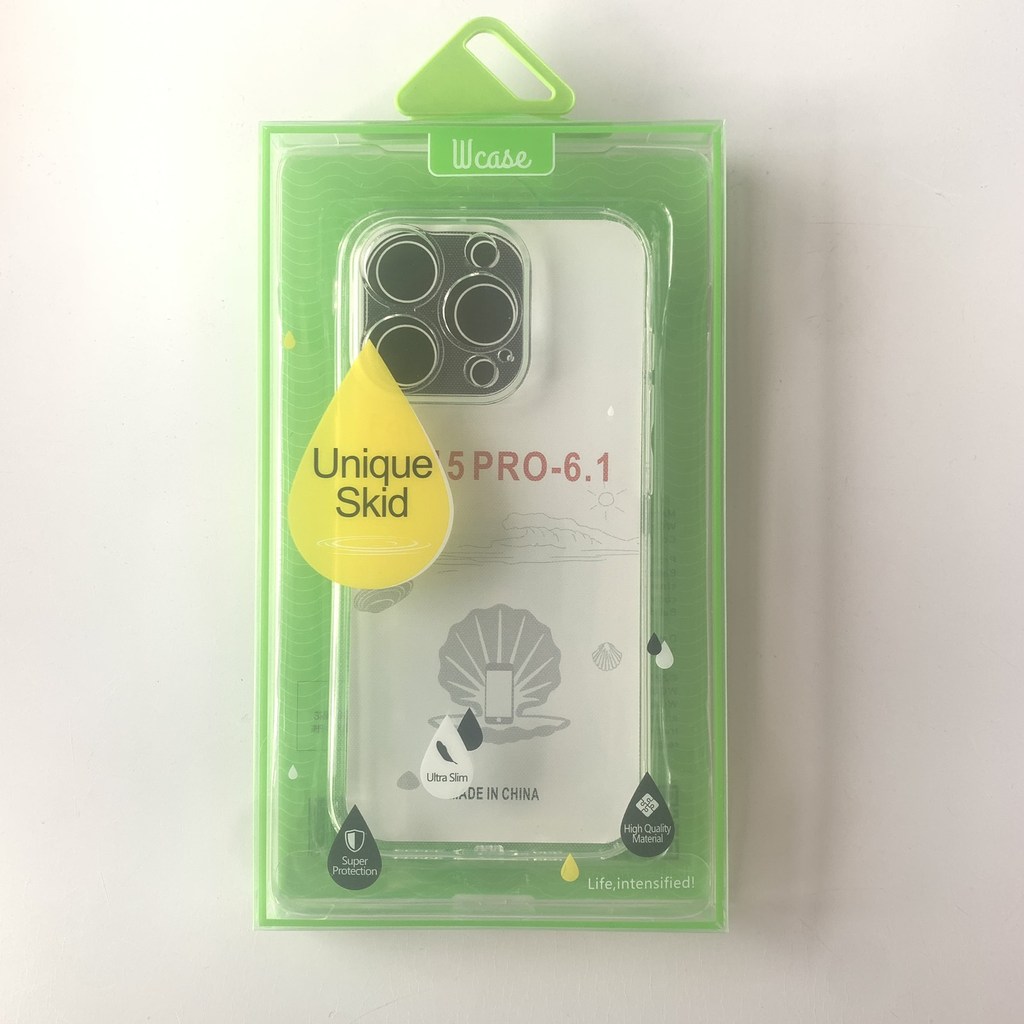 Wcase
Unique
Skid
5 PRO-6.1
Ultra Slim
ADE IN CHINA
Super
Protection
High Quality
Material
Life,intensified!